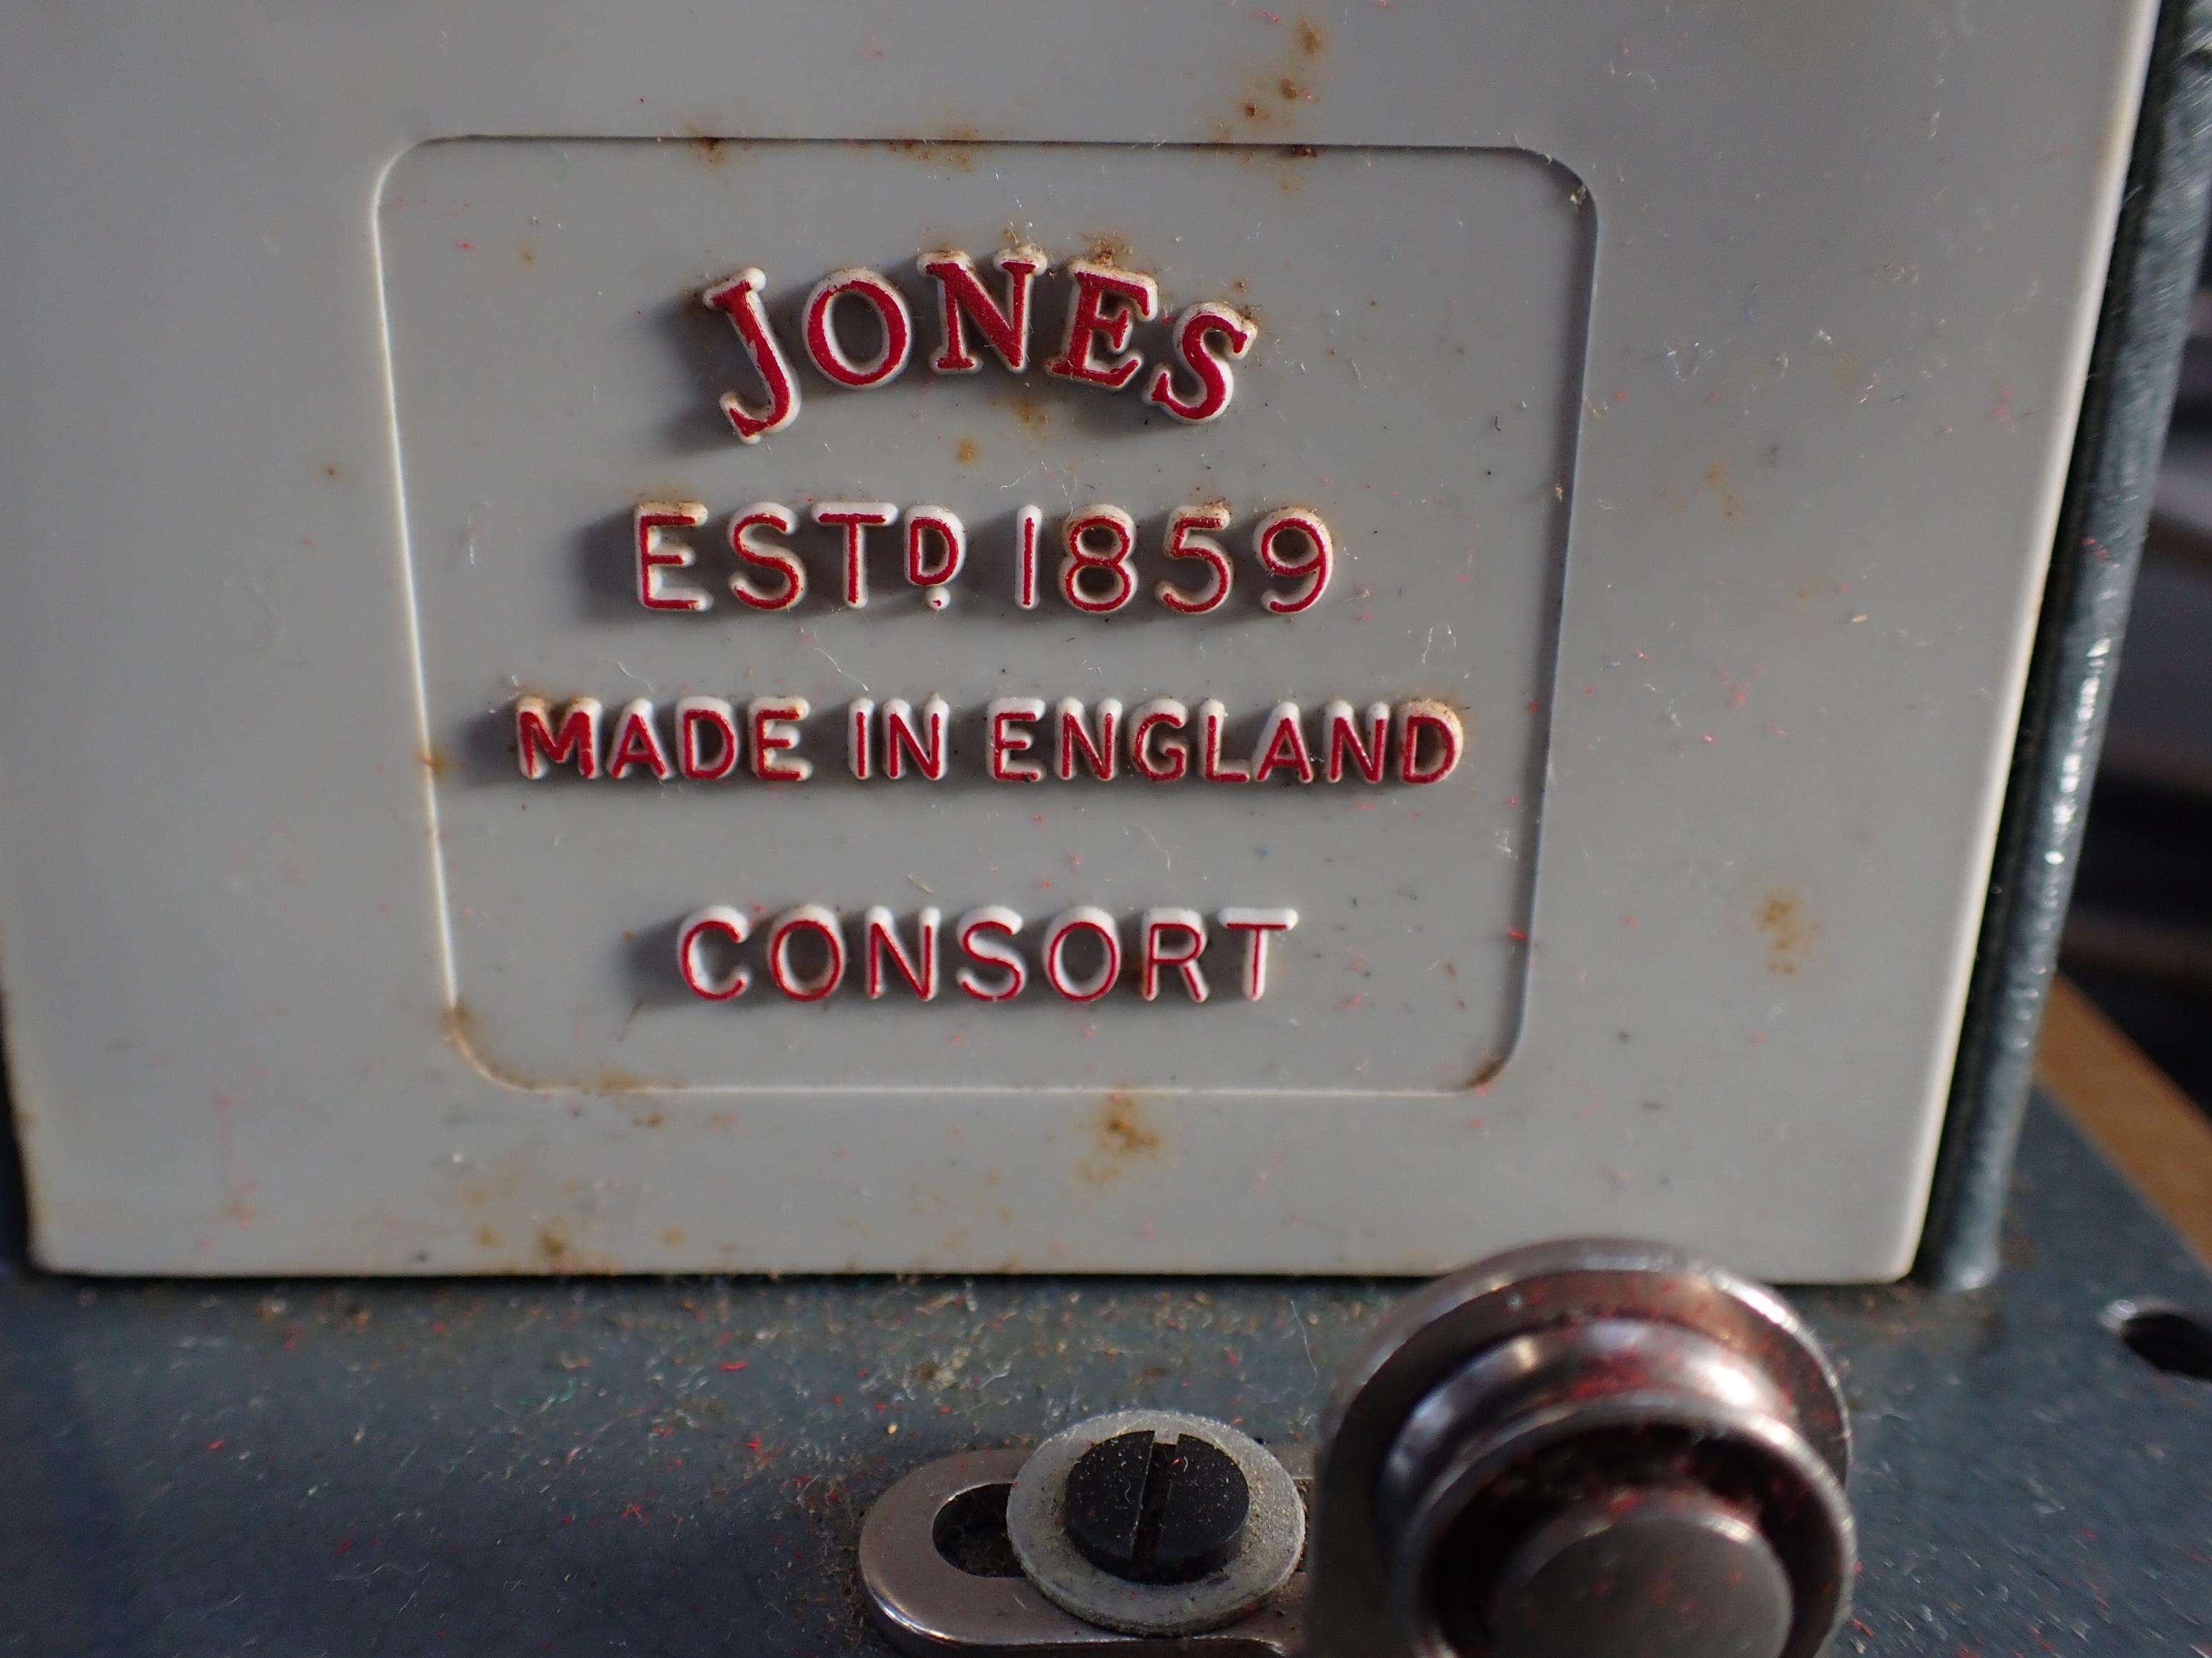 JONES
ESTD. 1859
MADE IN ENGLAND
CONSORT